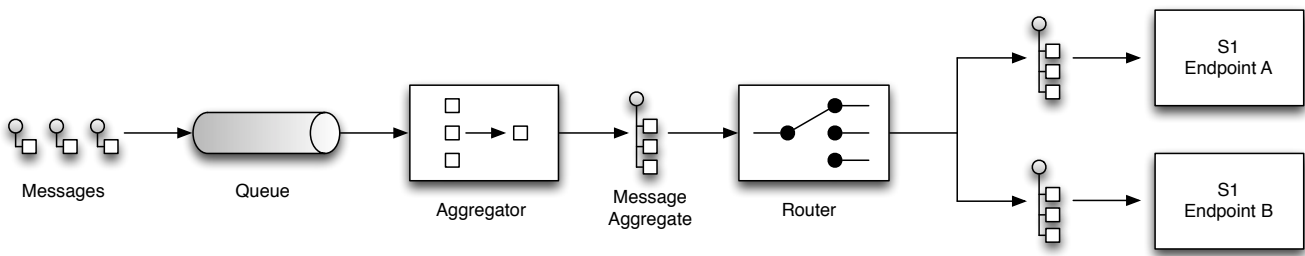 Messages
Queue
Aggregator
Message
Aggregate
Router
S1
Endpoint A
S1
Endpoint B